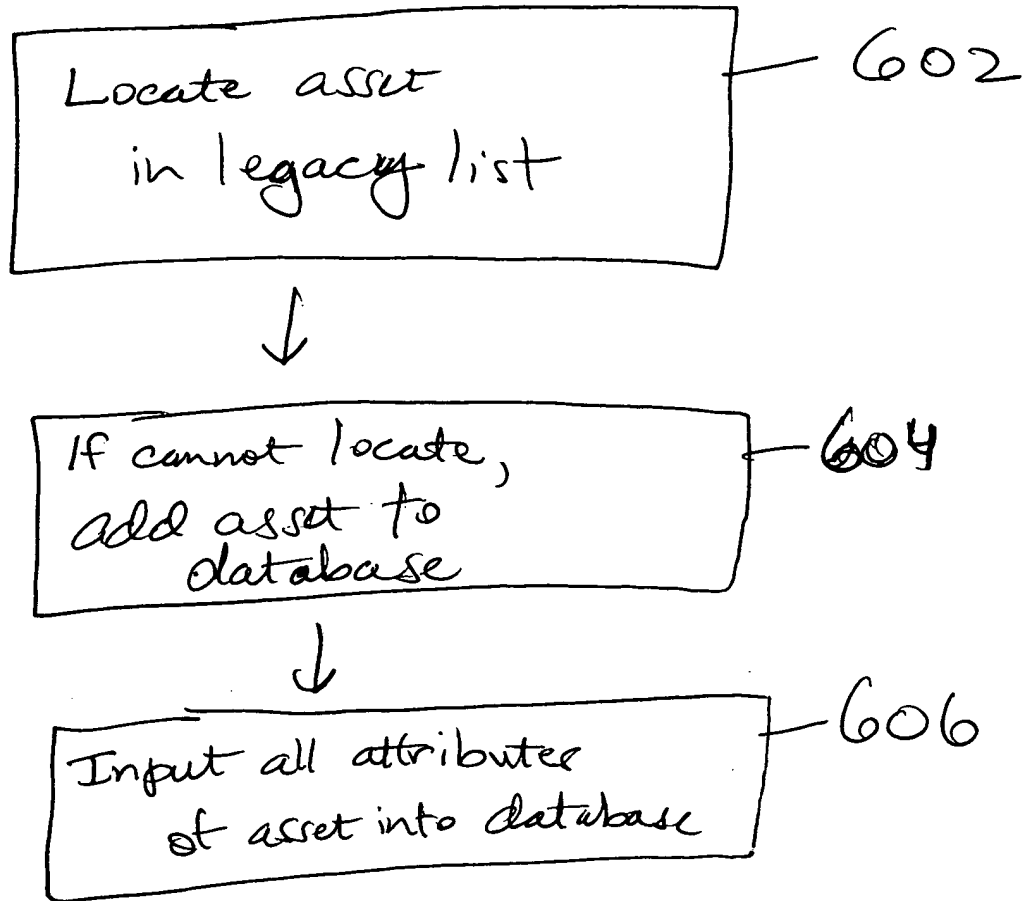 Locate asset
in legacy list
602
If cannot locate,
add asset to
database
604
Input all attributes
of asset into database
606